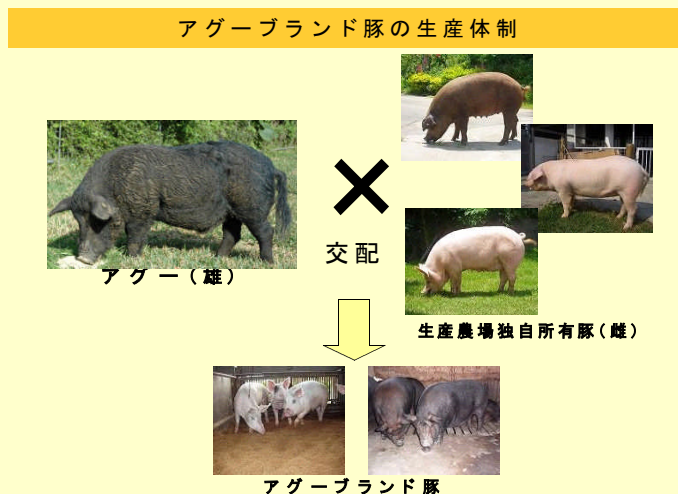 アグーブランド豚の生産体制
交配
アグー(雄)
生産農場独自所有豚(雌)
アグーブランド豚